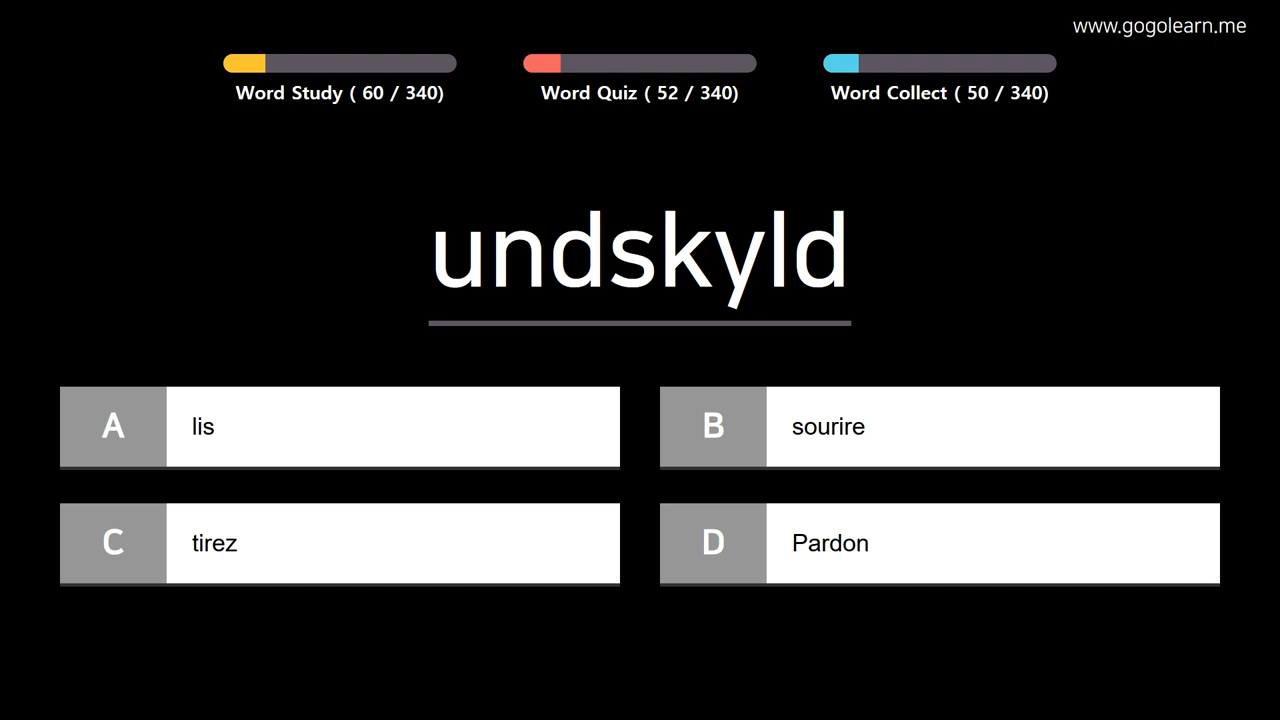 www.gogolearn.me
Word Study ( 60 / 340)
Word Quiz ( 52 / 340)
Word Collect ( 50 / 340)
undskyld
A lis
B sourire
C tirez
D Pardon